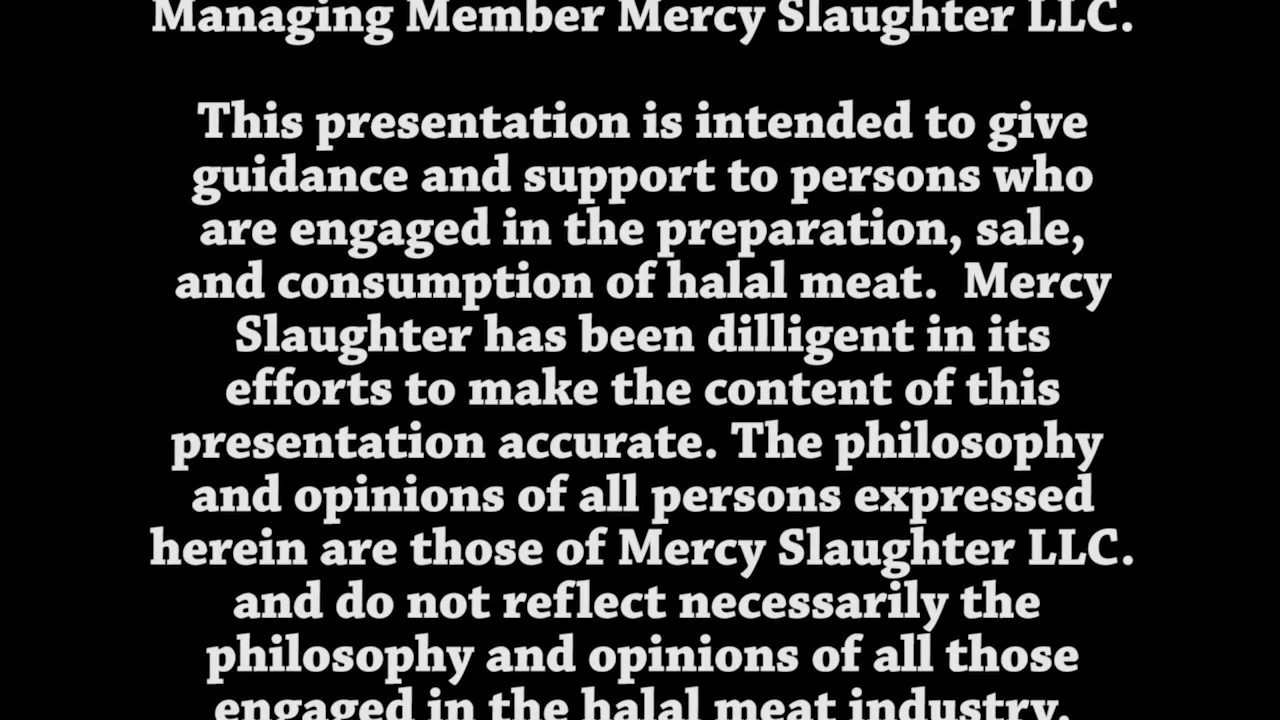 Managing Member Mercy Slaughter LLC.
This presentation is intended to give
guidance and support to persons who
are engaged in the preparation, sale,
and consumption of halal meat.  Mercy
Slaughter has been dilligent in its
efforts to make the content of this
presentation accurate. The philosophy
and opinions of all persons expressed
herein are those of Mercy Slaughter LLC.
and do not reflect necessarily the
philosophy and opinions of all those
engaged in the halal meat industry.